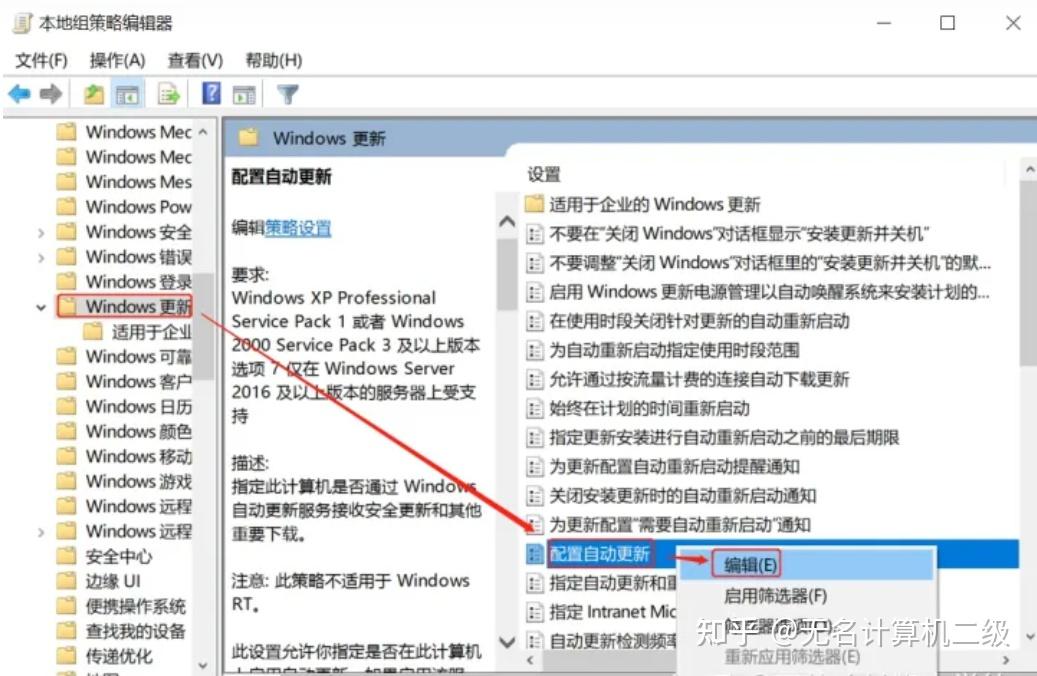 本地组策略编辑器
文件(F) 操作(A) 查看(V) 帮助(H)
Windows Mec
Windows Mec
Windows Mes
Windows Pow
Windows 安全
Windows 错误
Windows 登录
Windows 更新
适用于企业
Windows 可靠
Windows 客户
Windows 日历
Windows 颜色
Windows 移动
Windows 游戏
Windows 远程
Windows 远程
安全中心
边缘 UI
便携操作系统
查找我的设备
传递优化
Windows 更新
配置自动更新
编辑策略设置
要求:
Windows XP Professional
Service Pack 1 或者 Windows
2000 Service Pack 3 及以上版本
选项 7 仅在 Windows Server
2016 及以上版本的服务器上受支
持
描述:
指定此计算机是否通过 Windows
自动更新服务接收安全更新和其他
重要下载。
注意: 此策略不适用于 Windows
RT。
此设置允许你指定是否在此计算机
设置
适用于企业的 Windows 更新
不要在“关闭 Windows”对话框显示“安装更新并关机”
不要调整“关闭 Windows”对话框里的“安装更新并关机”的默...
启用 Windows 更新电源管理以自动唤醒系统来安装计划的...
在使用时段关闭针对更新的自动重新启动
为自动重新启动指定使用时段范围
允许通过按流量计费的连接自动下载更新
始终在计划的时间重新启动
指定更新安装进行自动重新启动之前的最后期限
为更新配置自动重新启动提醒通知
关闭安装更新时的自动重新启动通知
为更新配置“需要自动重新启动”通知
配置自动更新
指定自动更新和重
指定 Intranet Mic
自动更新检测频率
编辑(E)
启用筛选器(F)
重新应用筛选器(E)
知乎 @无名计算机二级